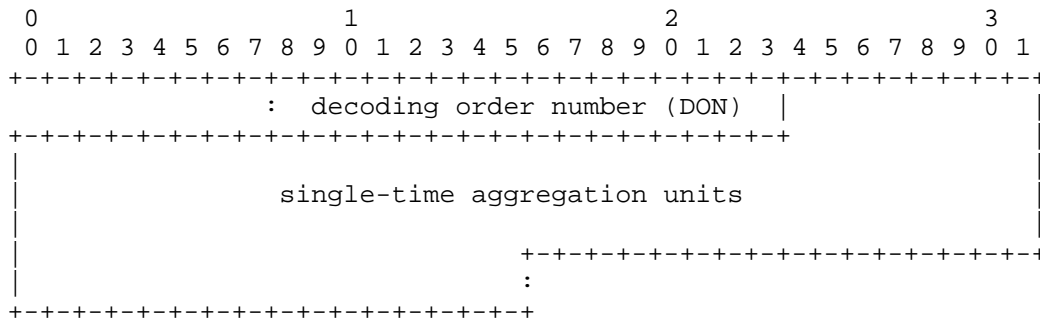 0                   1                   2                   3
 0 1 2 3 4 5 6 7 8 9 0 1 2 3 4 5 6 7 8 9 0 1 2 3 4 5 6 7 8 9 0 1
+-+-+-+-+-+-+-+-+-+-+-+-+-+-+-+-+-+-+-+-+-+-+-+-+-+-+-+-+-+-+-+-+
                :  decoding order number (DON)  |               |
+-+-+-+-+-+-+-+-+-+-+-+-+-+-+-+-+-+-+-+-+-+-+-+-+               |
|                                                               |
|                single-time aggregation units                  |
|                                                               |
|                               +-+-+-+-+-+-+-+-+-+-+-+-+-+-+-+-+
|                               :
+-+-+-+-+-+-+-+-+-+-+-+-+-+-+-+-+